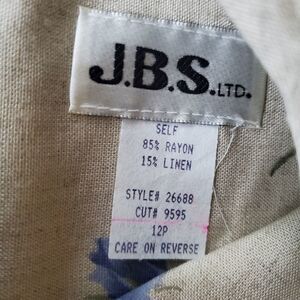 J.B.S.LTD.
SELF
85% RAYON
15% LINEN
STYLE# 26688
CUT# 9595
12P
CARE ON REVERSE